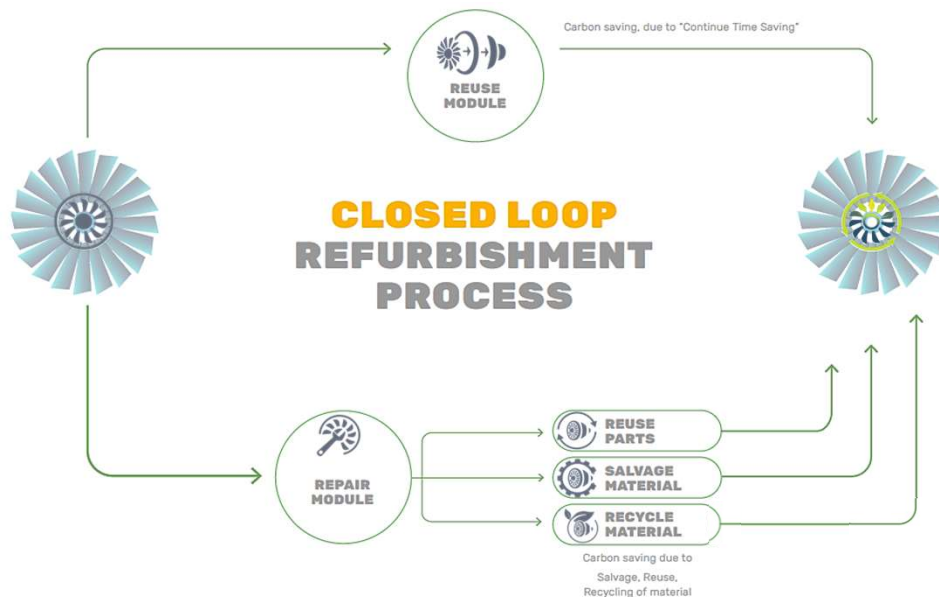 Carbon saving, due to "Continue Time Saving"
REUSE
MODULE
CLOSED LOOP
REFURBISHMENT
PROCESS
REPAIR
MODULE
REUSE
PARTS
SALVAGE
MATERIAL
RECYCLE
MATERIAL
Carbon saving due to
Salvage, Reuse,
Recycling of material